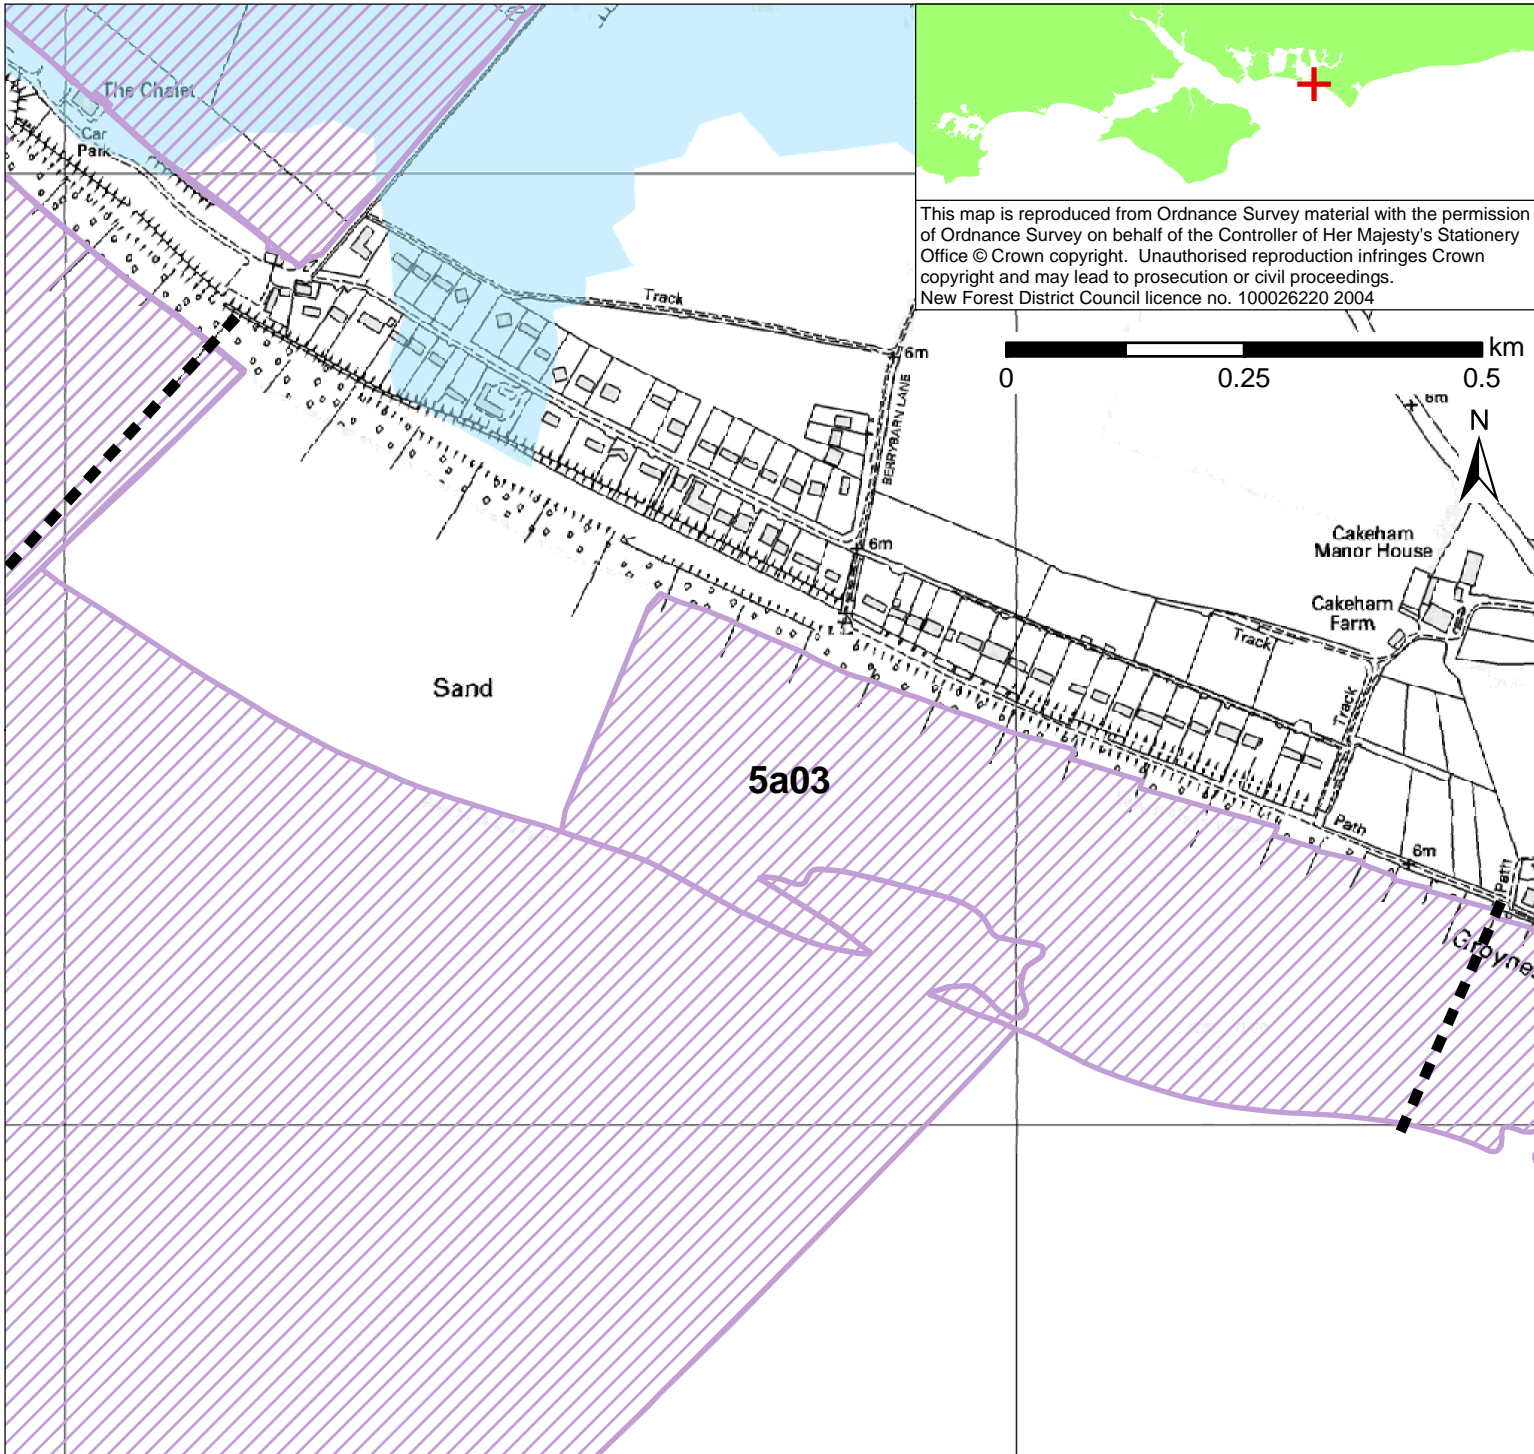 The Chalet
Car
Park
This map is reproduced from Ordnance Survey material with the permission
of Ordnance Survey on behalf of the Controller of Her Majesty's Stationery
Office © Crown copyright. Unauthorised reproduction infringes Crown
copyright and may lead to prosecution or civil proceedings.
New Forest District Council licence no. 100026220 2004
Track
6m
km
0
0.25
0.5
6m
N
BERRYBARN LANE
6m
Cakeham
Manor House
Cakeham
Farm
Track
Track
Sand
5a03
Path
6m
Path
Groynes